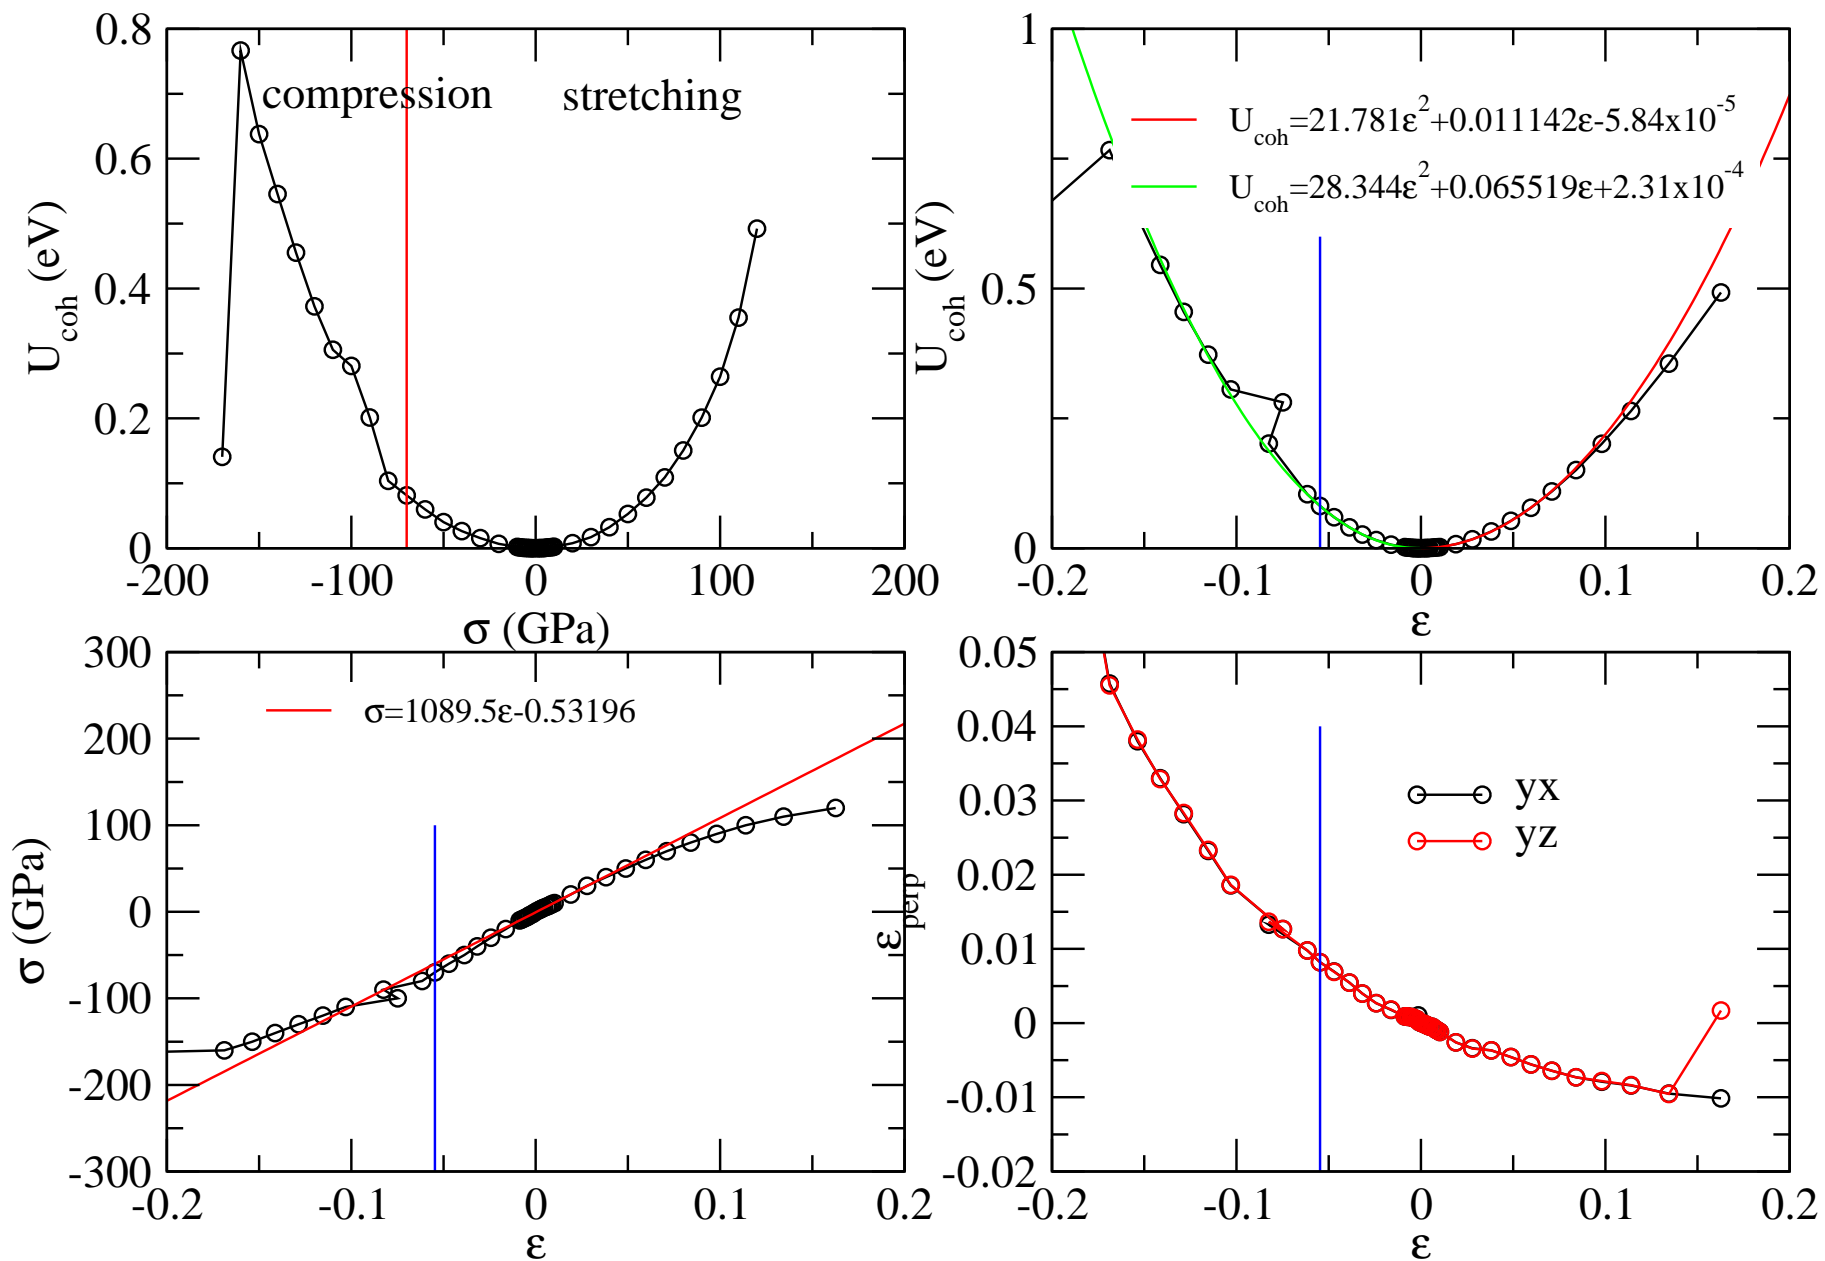 0.8
0.6
0.4
0.2
0
U_coh (eV)
compression
stretching
-200
-100
0
100
200
σ (GPa)
1
0.5
0
U_coh (eV)
U_coh=21.781ε^2+0.011142ε-5.84x10^-5
U_coh=28.344ε^2+0.065519ε+2.31x10^-4
-0.2
-0.1
0
0.1
0.2
ε
300
200
100
0
-100
-200
-300
σ (GPa)
σ=1089.5ε-0.53196
-0.2
-0.1
0
0.1
0.2
ε
0.05
0.04
0.03
0.02
0.01
0
-0.01
-0.02
ε_perp
yx
yz
-0.2
-0.1
0
0.1
0.2
ε